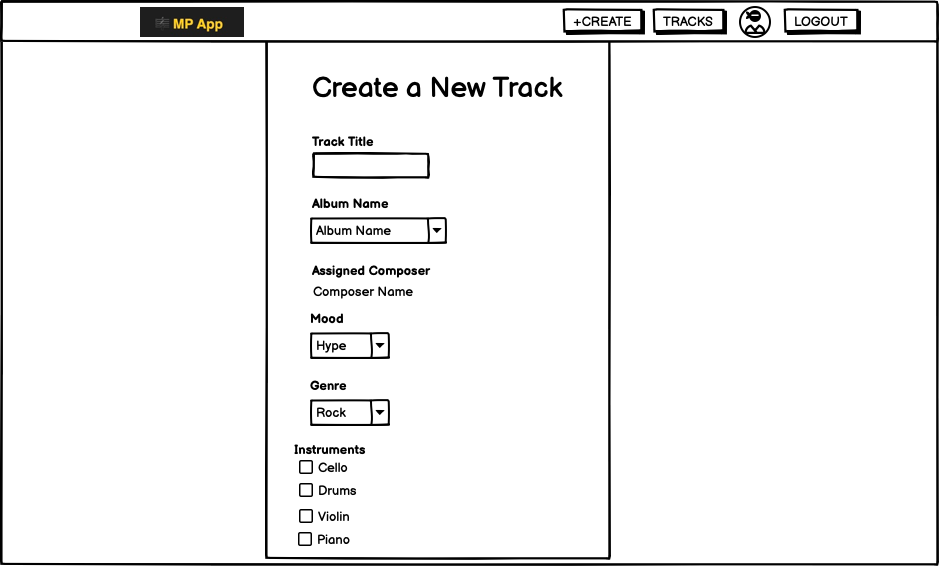 MP App
+CREATE
TRACKS
LOGOUT
Create a New Track
Track Title
Album Name
Album Name
Assigned Composer
Composer Name
Mood
Hype
Genre
Rock
Instruments
Cello
Drums
Violin
Piano